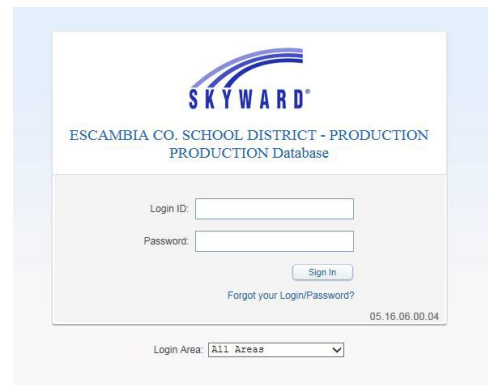 SKYWARD®
ESCAMBIA CO. SCHOOL DISTRICT - PRODUCTION
PRODUCTION Database
Login ID:
Password:
Sign In
Forgot your Login/Password?
05.16.06.00.04
Login Area: All Areas